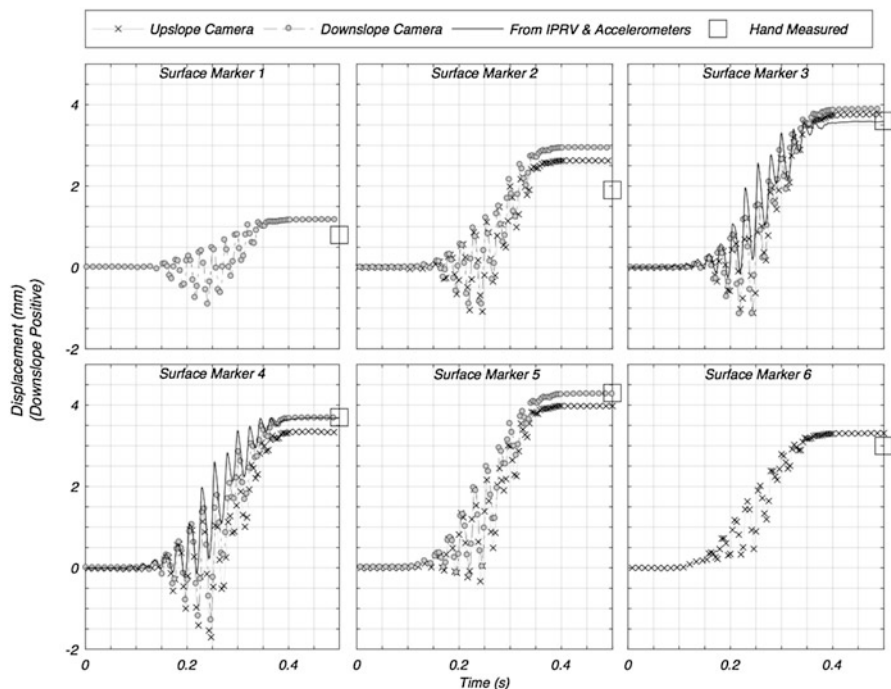 Upslope Camera Downslope Camera From IPRV & Accelerometers Hand Measured
Surface Marker 1 Surface Marker 2 Surface Marker 3
4
2
0
-2
Displacement (mm)
(Downslope Positive)
Surface Marker 4 Surface Marker 5 Surface Marker 6
4
2
0
-2
0 0.2 0.4 0.2 0.4 0.2 0.4
Time (s)